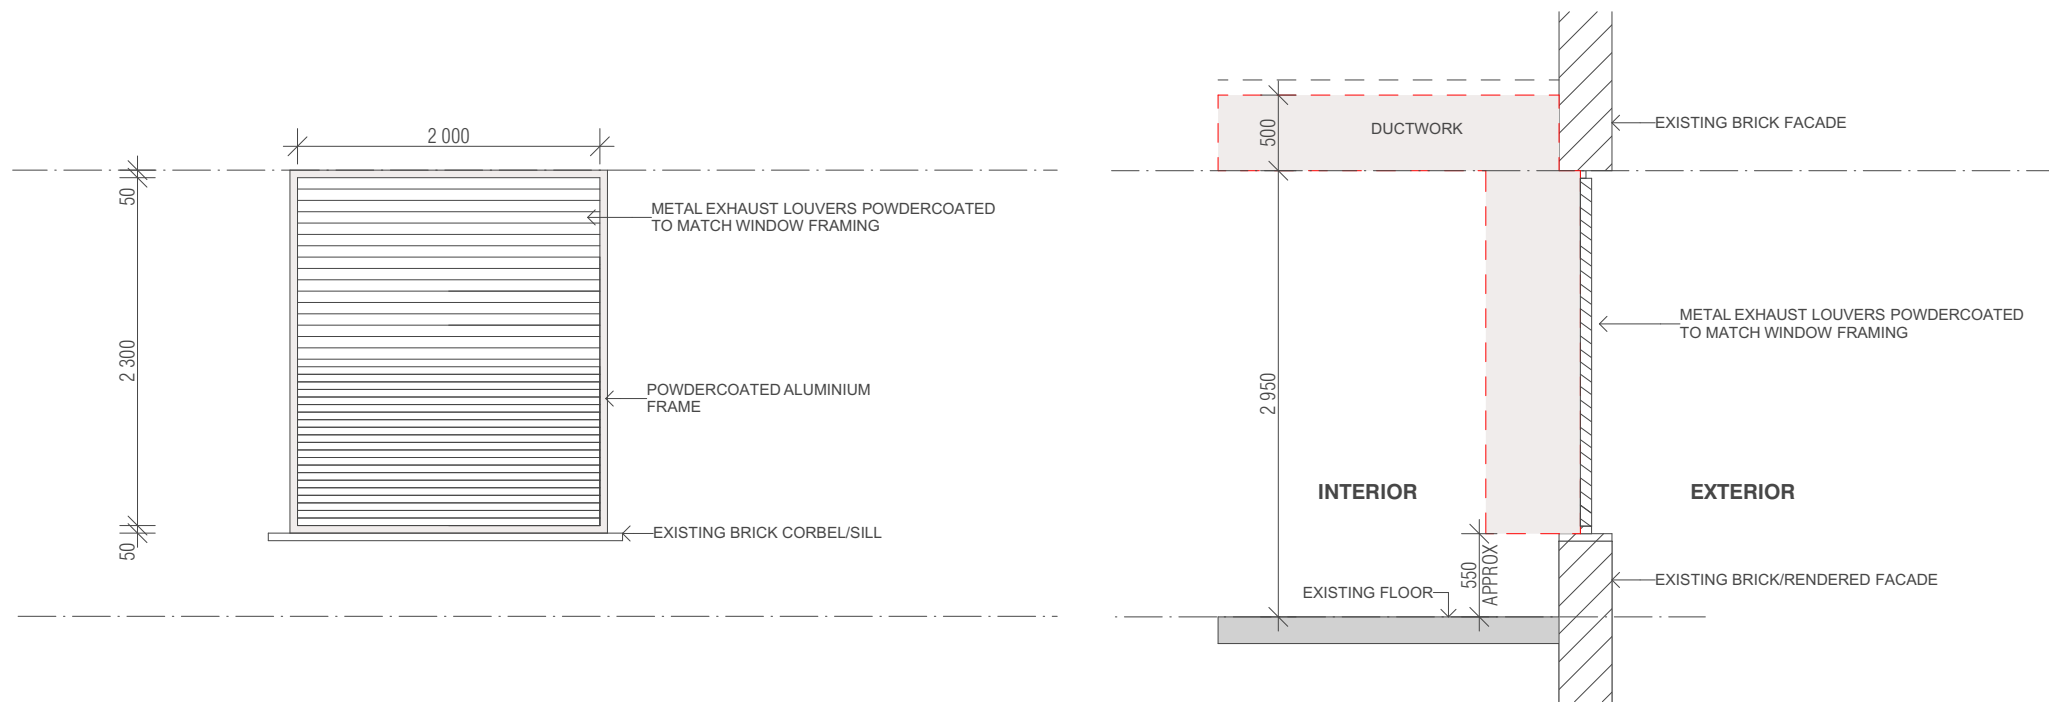 2 000
50
METAL EXHAUST LOUVERS POWDERCOATED
TO MATCH WINDOW FRAMING
2 300
POWDERCOATED ALUMINIUM
FRAME
EXISTING BRICK CORBEL/SILL
50
DUCTWORK
500
EXISTING BRICK FACADE
METAL EXHAUST LOUVERS POWDERCOATED
TO MATCH WINDOW FRAMING
2 950
INTERIOR
EXTERIOR
550
APPROX
EXISTING FLOOR
EXISTING BRICK/RENDERED FACADE